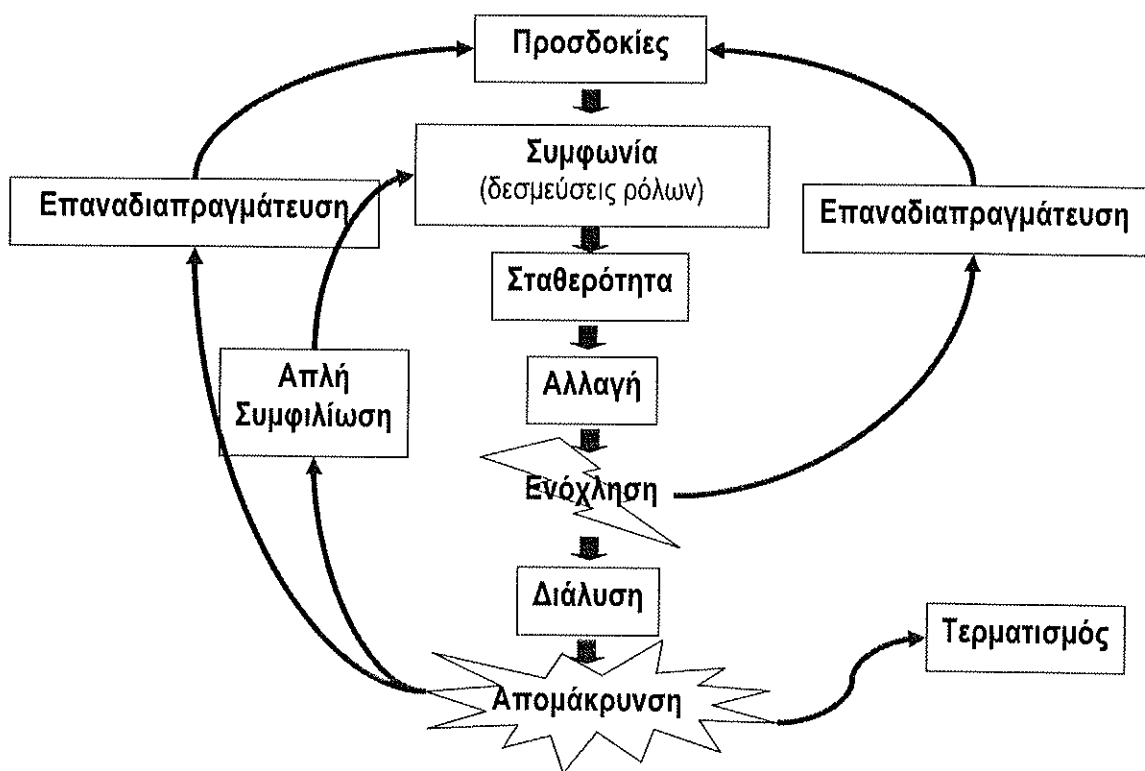 Προσδοκίες
Συμφωνία
(δεσμεύσεις ρόλων)
Επαναδιαπραγμάτευση
Επαναδιαπραγμάτευση
Σταθερότητα
Απλή
Συμφιλίωση
Αλλαγή
Ενόχληση
Διάλυση
Τερματισμός
Απομάκρυνση